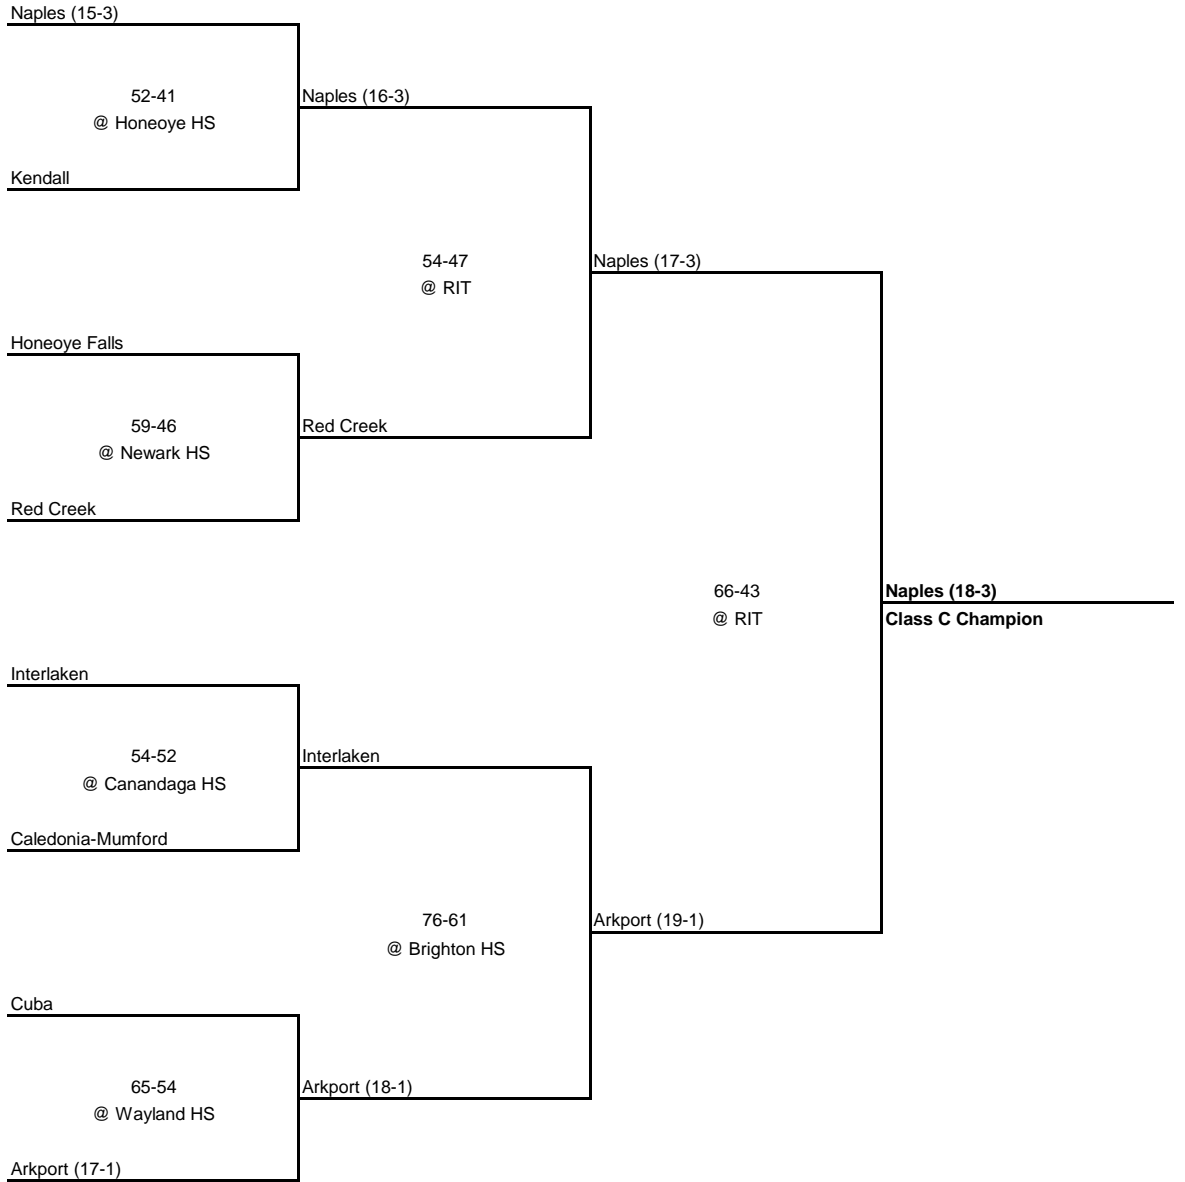 Naples (15-3)
52-41
@ Honeoye HS
Naples (16-3)
Kendall
54-47
@ RIT
Naples (17-3)
Honeoye Falls
59-46
@ Newark HS
Red Creek
Red Creek
66-43
@ RIT
Naples (18-3)
Class C Champion
Interlaken
54-52
@ Canandaga HS
Interlaken
Caledonia-Mumford
76-61
@ Brighton HS
Arkport (19-1)
Cuba
65-54
@ Wayland HS
Arkport (18-1)
Arkport (17-1)